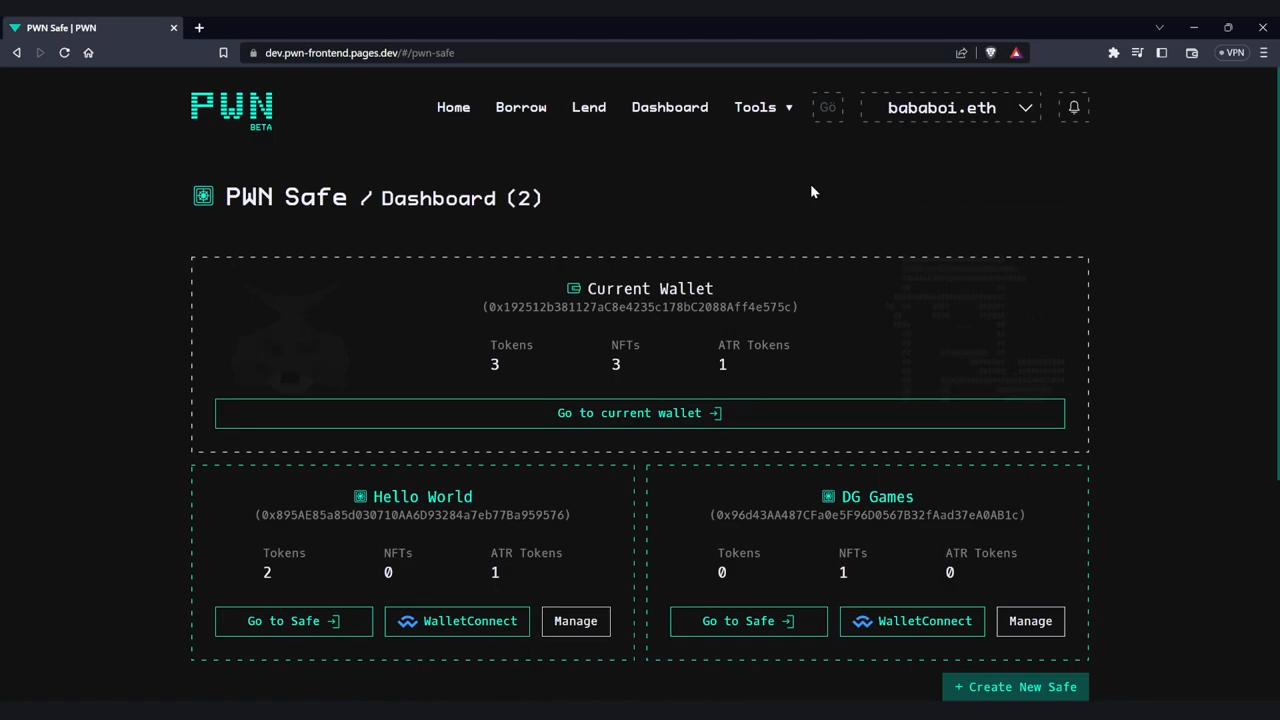 PWN Safe | PWN
dev.pwn-frontend.pages.dev/#/pwn-safe
VPN
PWN
BETA
Home
Borrow
Lend
Dashboard
Tools
Gö
bababoi.eth
PWN Safe / Dashboard (2)
Current Wallet
(0x192512b381127aC8e4235c178bC2088Aff4e575c)
Tokens NFTs ATR Tokens
3 3 1
Go to current wallet
Hello World
(0x895AE85a85d030710AA6D93284a7eb77Ba959576)
Tokens NFTs ATR Tokens
2 0 1
Go to Safe WalletConnect Manage
DG Games
(0x96d43AA487CFa0e5F96D0567B32fAad37eA0AB1c)
Tokens NFTs ATR Tokens
0 1 0
Go to Safe WalletConnect Manage
+ Create New Safe